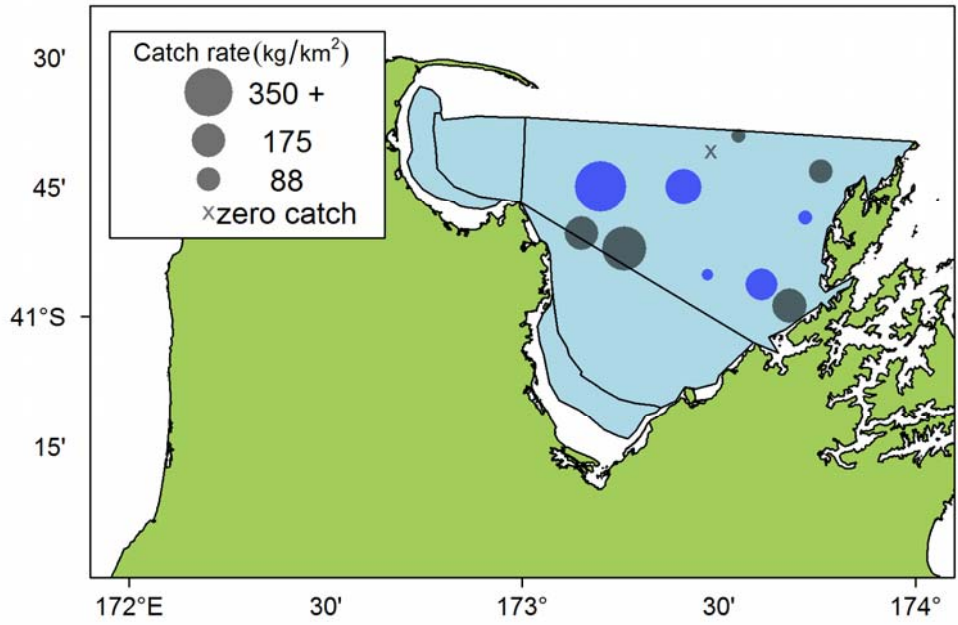 Catch rate(kg/km²)
350 +
175
88
x zero catch
30'
45'
41°S
15'
172°E
30'
173°
30'
174°
x